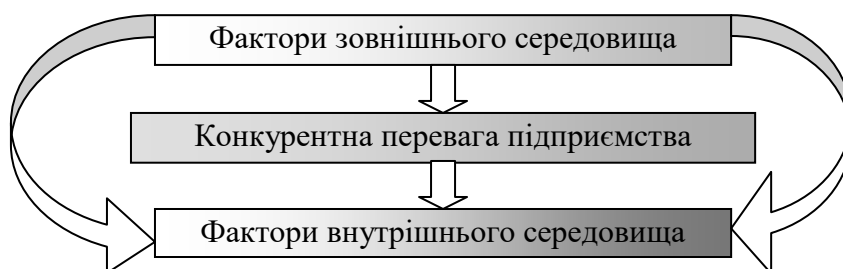 Фактори зовнішнього середовища
Конкурентна перевага підприємства
Фактори внутрішнього середовища